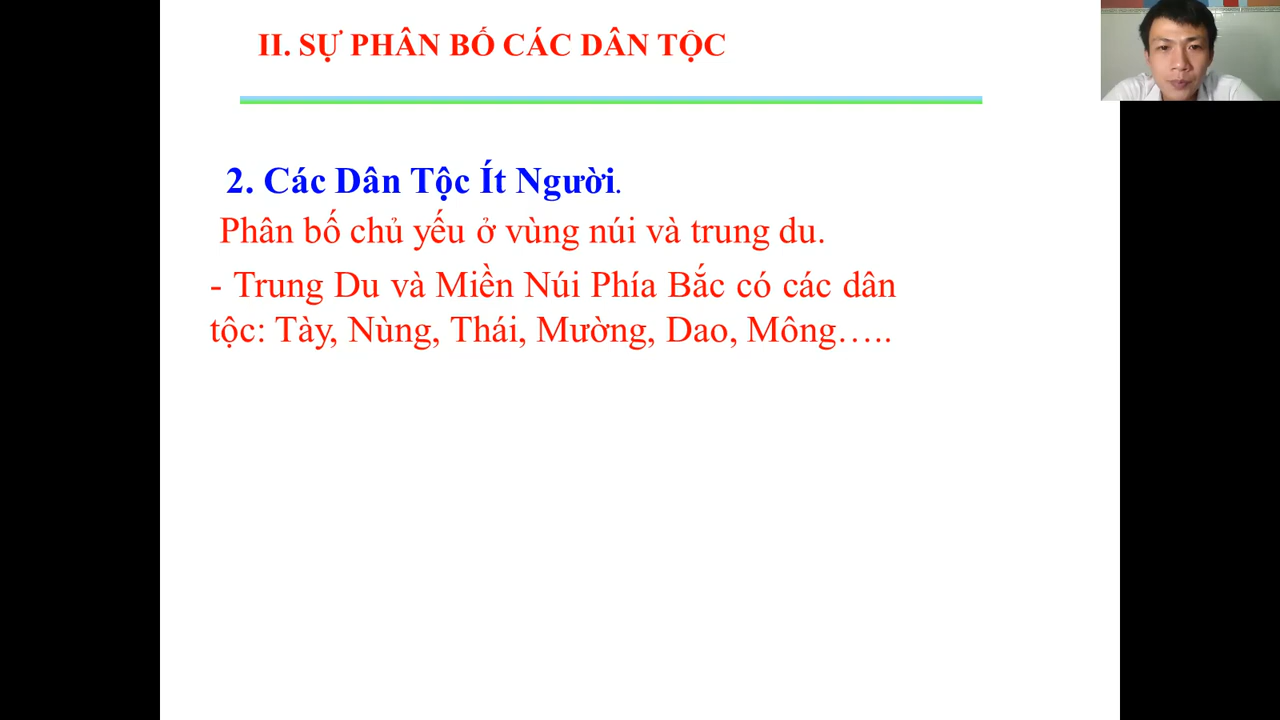 II. SỰ PHÂN BỐ CÁC DÂN TỘC
2. Các Dân Tộc Ít Người.
Phân bố chủ yếu ở vùng núi và trung du.
- Trung Du và Miền Núi Phía Bắc có các dân
tộc: Tày, Nùng, Thái, Mường, Dao, Mông…..